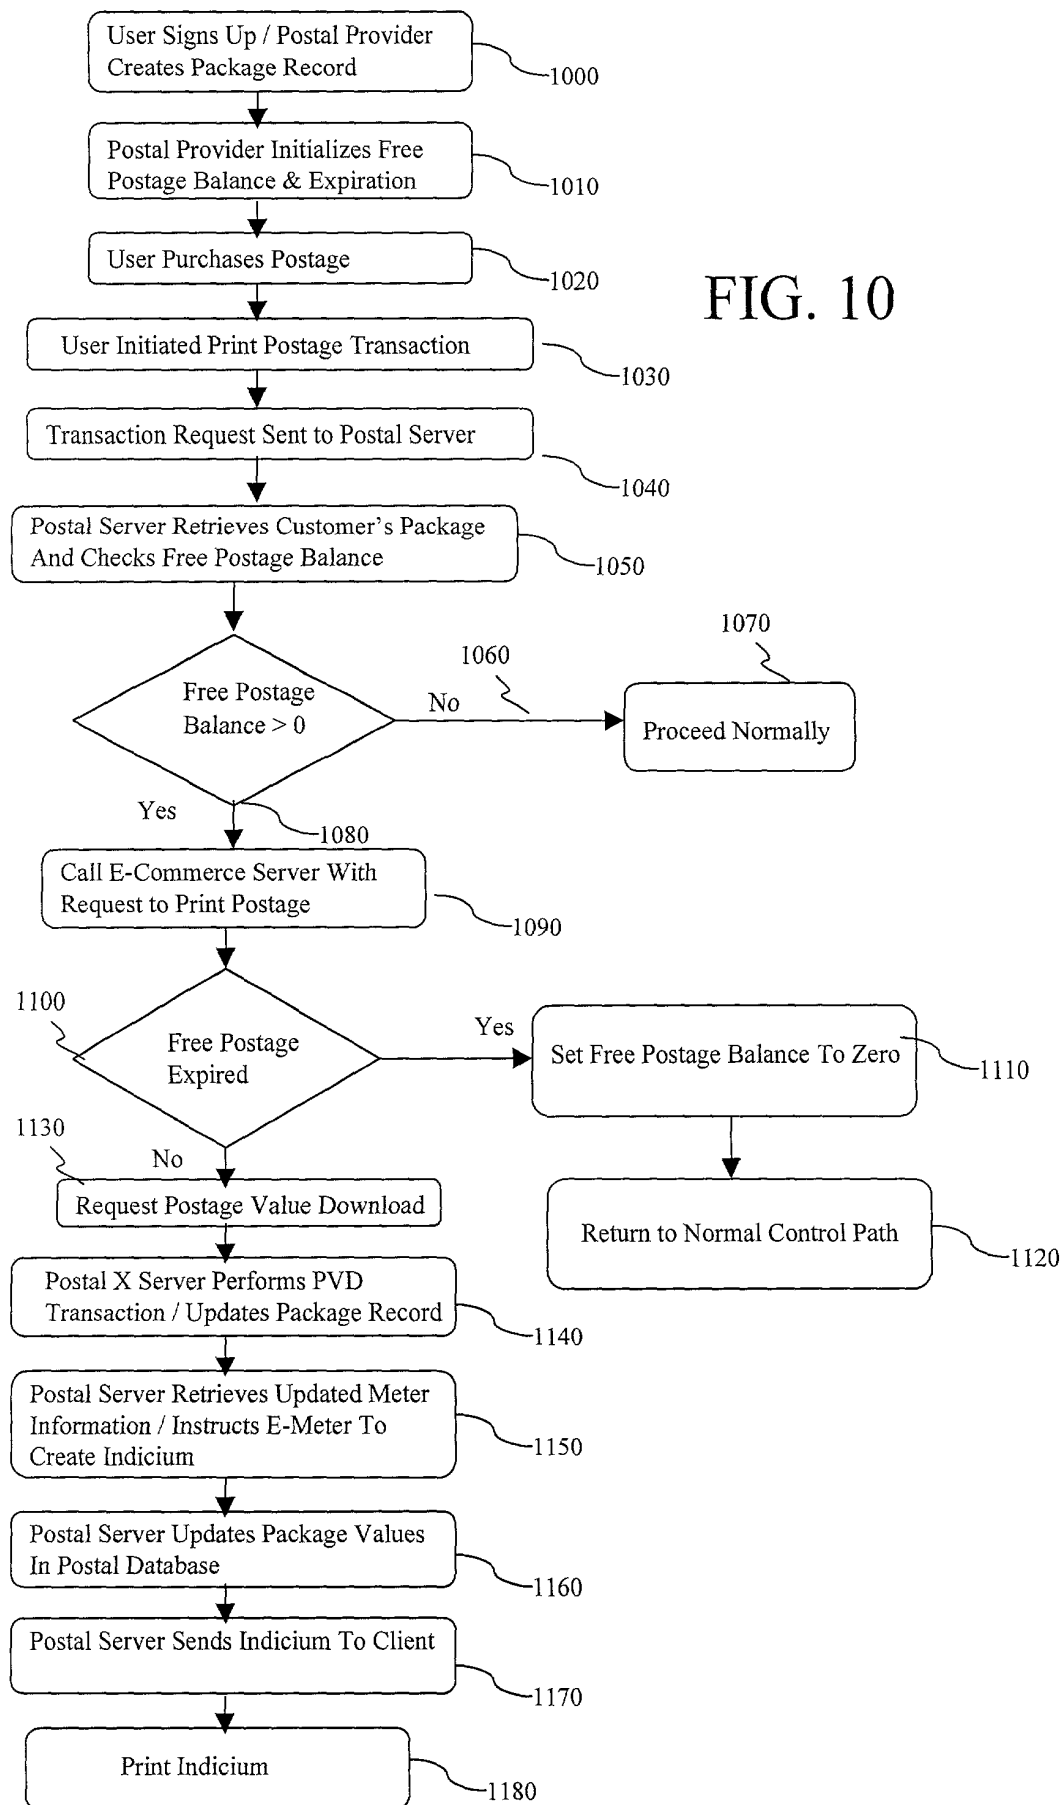 User Signs Up / Postal Provider
Creates Package Record
1000
Postal Provider Initializes Free
Postage Balance & Expiration
1010
User Purchases Postage
1020
FIG. 10
User Initiated Print Postage Transaction
1030
Transaction Request Sent to Postal Server
1040
Postal Server Retrieves Customer's Package
And Checks Free Postage Balance
1050
Free Postage
Balance > 0
No
1060
1070
Proceed Normally
Yes
1080
Call E-Commerce Server With
Request to Print Postage
1090
1100
Free Postage
Expired
Yes
Set Free Postage Balance To Zero
1110
Return to Normal Control Path
1120
No
1130
Request Postage Value Download
Postal X Server Performs PVD
Transaction / Updates Package Record
1140
Postal Server Retrieves Updated Meter
Information / Instructs E-Meter To
Create Indicium
1150
Postal Server Updates Package Values
In Postal Database
1160
Postal Server Sends Indicium To Client
1170
Print Indicium
1180